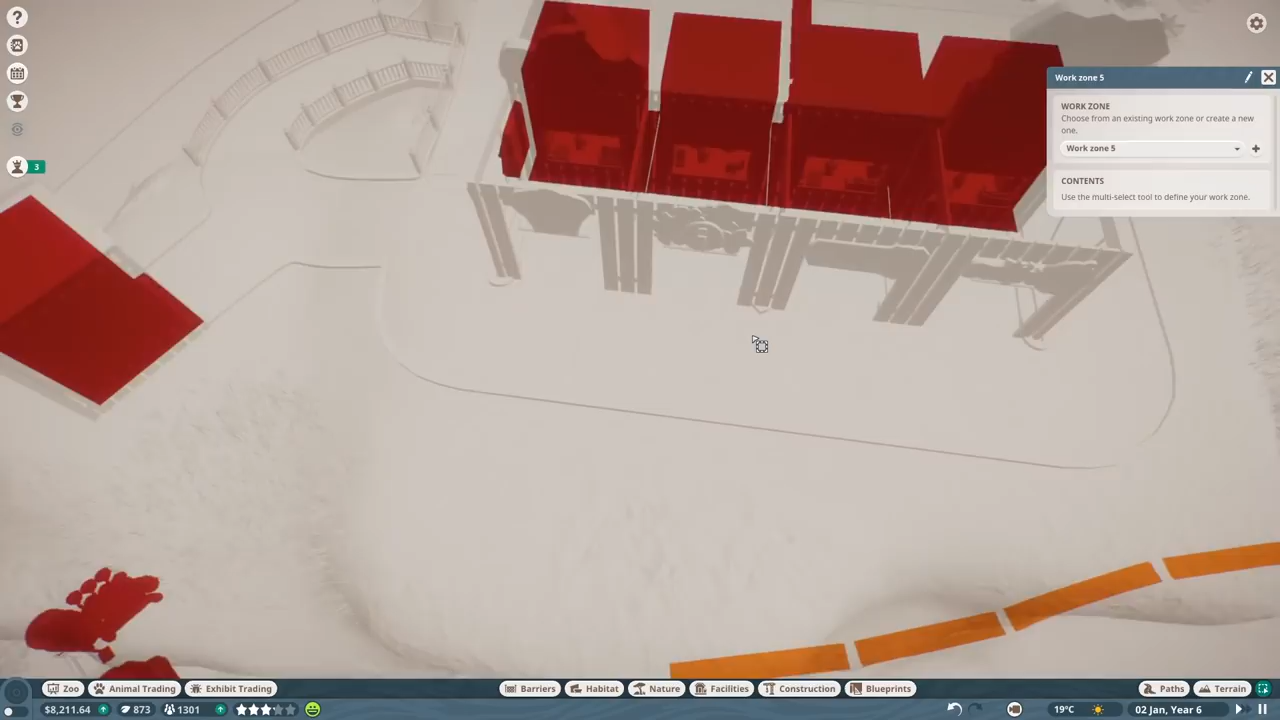 ?
3
Work zone 5
WORK ZONE
Choose from an existing work zone or create a new
one.
Work zone 5
CONTENTS
Use the multi-select tool to define your work zone.
Zoo
Animal Trading
Exhibit Trading
Barriers
Habitat
Nature
Facilities
Construction
Blueprints
Paths
Terrain
$8,211.64
873
1301
19°C
02 Jan, Year 6